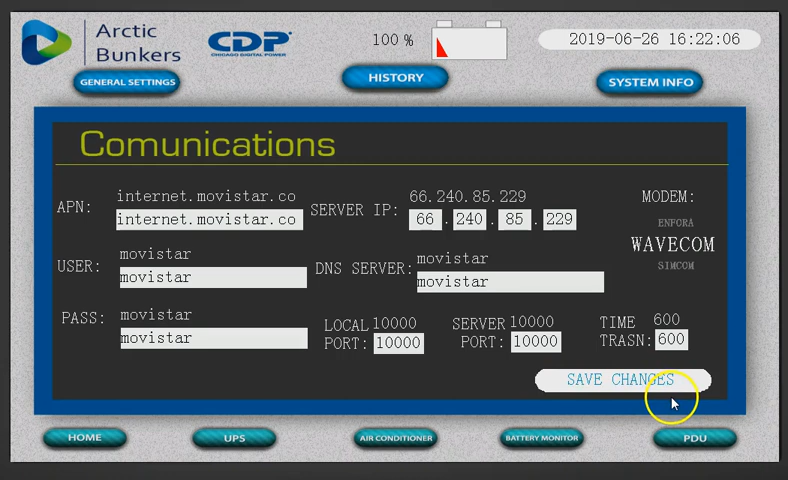 Arctic
Bunkers
CDP
CHICAGO DIGITAL POWER
100 %
2019-06-26 16:22:06
GENERAL SETTINGS
HISTORY
SYSTEM INFO
Comunications
APN:
internet.movistar.co
internet.movistar.co
SERVER IP:
66.240.85.229
66 . 240 . 85 . 229
MODEM:
ENFORA
WAVECOM
SIMCOM
USER:
movistar
movistar
DNS SERVER:
movistar
movistar
PASS:
movistar
movistar
LOCAL 10000
PORT: 10000
SERVER 10000
PORT: 10000
TIME 600
TRASN: 600
SAVE CHANGES
HOME
UPS
AIR CONDITIONER
BATTERY MONITOR
PDU